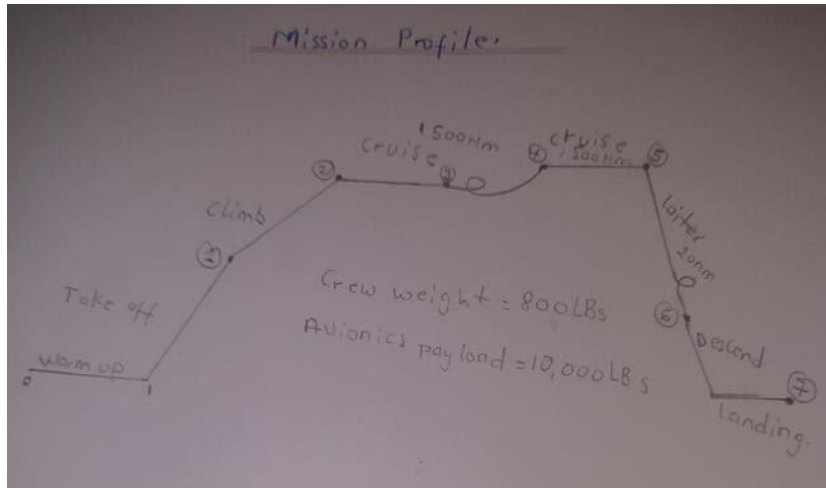 Mission Profile.
1500nm
cruise
cruise
1500nm
②
③
④
⑤
climb
loiter
20nm
Take off
Crew weight = 800LBs
Avionics payload = 10,000LBs
⑥
Descend
warm up
0
1
⑦
Landing.